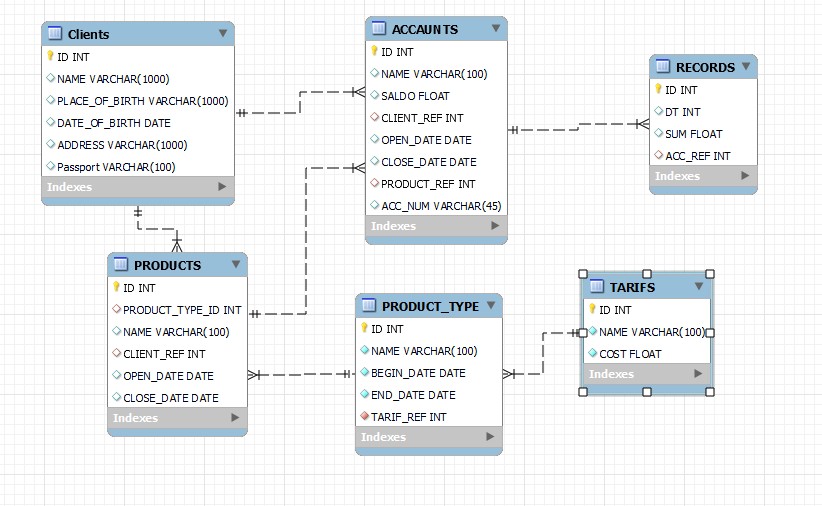 Clients
ID INT
NAME VARCHAR(1000)
PLACE_OF_BIRTH VARCHAR(1000)
DATE_OF_BIRTH DATE
ADDRESS VARCHAR(1000)
Passport VARCHAR(100)
Indexes
ACCAUNTS
ID INT
NAME VARCHAR(100)
SALDO FLOAT
CLIENT_REF INT
OPEN_DATE DATE
CLOSE_DATE DATE
PRODUCT_REF INT
ACC_NUM VARCHAR(45)
Indexes
RECORDS
ID INT
DT INT
SUM FLOAT
ACC_REF INT
Indexes
PRODUCTS
ID INT
PRODUCT_TYPE_ID INT
NAME VARCHAR(100)
CLIENT_REF INT
OPEN_DATE DATE
CLOSE_DATE DATE
Indexes
PRODUCT_TYPE
ID INT
NAME VARCHAR(100)
BEGIN_DATE DATE
END_DATE DATE
TARIF_REF INT
Indexes
TARIFS
ID INT
NAME VARCHAR(100)
COST FLOAT
Indexes